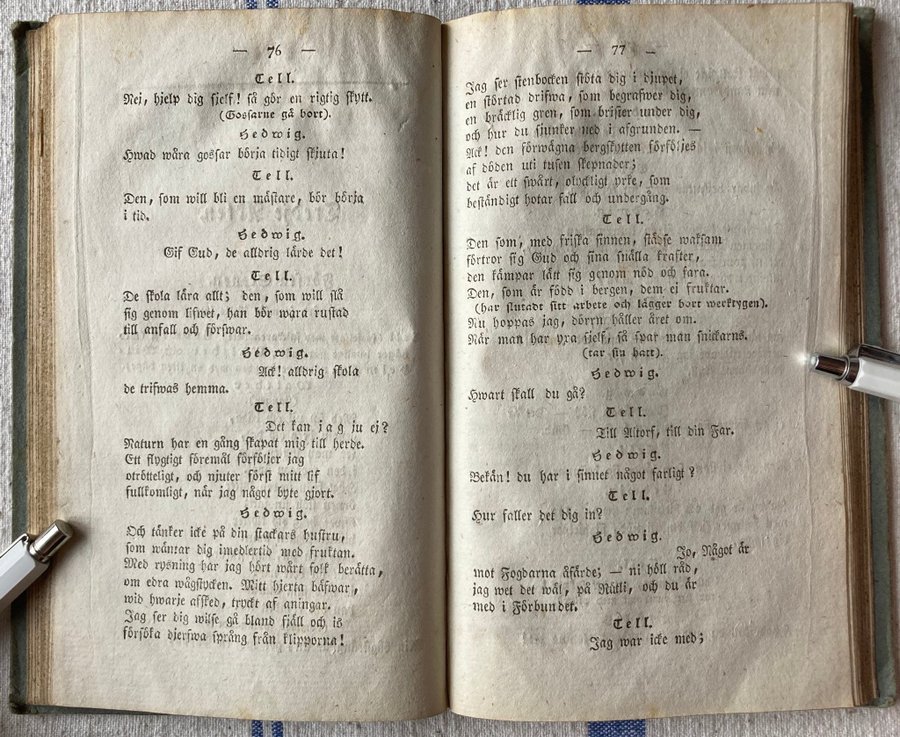 — 76 —
Tell.
Nej, hjelp dig sjelf! så gör en rigtig skytt.
(Gossarne gå bort).
Hedwig.
Hwad wåra gossar börja tidigt skjuta!
Tell.
Den, som will bli en mästare, bör börja
i tid.
Hedwig.
Gif Gud, de alldrig lärde det!
Tell.
De skola lära allt; den, som will slå
sig genom lifwet, han bör wara rustad
till anfall och förswar.
Hedwig.
Ack! alldrig skola
de trifwas hemma.
Tell.
Det kan jag ju ej?
Naturn har en gång skapat mig till herde.
Ett flygtigt föremål förföljer jag
otrötteligt, och njuter först mitt lif
fullkomligt, når jag något byte gjort.
Hedwig.
Och tänker icke på din stackars hustru,
som wäntar dig imedlertid med fruktan.
Med rysning har jag hört wårt folk berätta,
om edra wågstycken. Mitt hjerta bäfwar,
wid hwarje afsked, tryckt af aningar.
Jag ser dig wilse gå bland fjäll och is
försöka djerfwa språng från klipporna!
— 77 —
Jag ser stenbocken stöta dig i djupet,
en störtad drifwa, som begrafwer dig,
en bräcklig gren, som brister under dig,
och hur du sjunker ned i afgrunden. —
Ack! den förwågna bergskytten förföljes
af döden uti tusen skepnader;
det är ett swårt, olyckligt yrke, som
beständigt hotar fall och undergång.
Tell.
Den som, med friska sinnen, städse waksam
förtror sig Gud och sina snälla krafter,
den kämpar lätt sig genom nöd och fara.
Den, som är född i bergen, dem ej fruktar.
(har slutadt sitt arbete och lägger bort werktygen).
Nu hoppas jag, dörrn håller året om.
När man har yxa sjelf, så spar man snickarns.
(tar sin hatt).
Hedwig.
Hwart skall du gå?
Tell.
Till Altorf, till din Far.
Hedwig.
Bekän! du har i sinnet något farligt?
Tell.
Hur faller det dig in?
Hedwig.
Jo, Något är
mot Fogdarna åfärde; — ni höll råd,
jag wet det wäl, på Rütli, och du är
med i Förbundet.
Tell.
Jag war icke med;